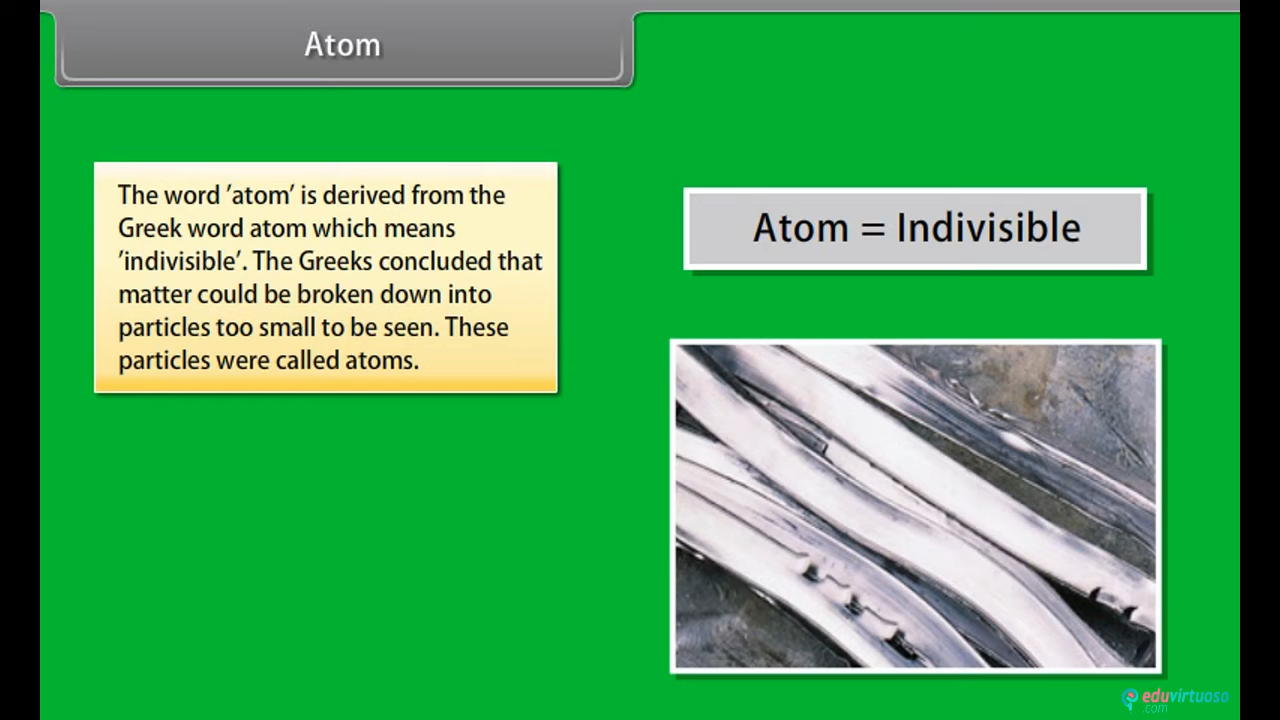 Atom
The word ’atom’ is derived from the
Greek word atom which means
’indivisible’. The Greeks concluded that
matter could be broken down into
particles too small to be seen. These
particles were called atoms.
Atom = Indivisible
eduvirtuoso
.com